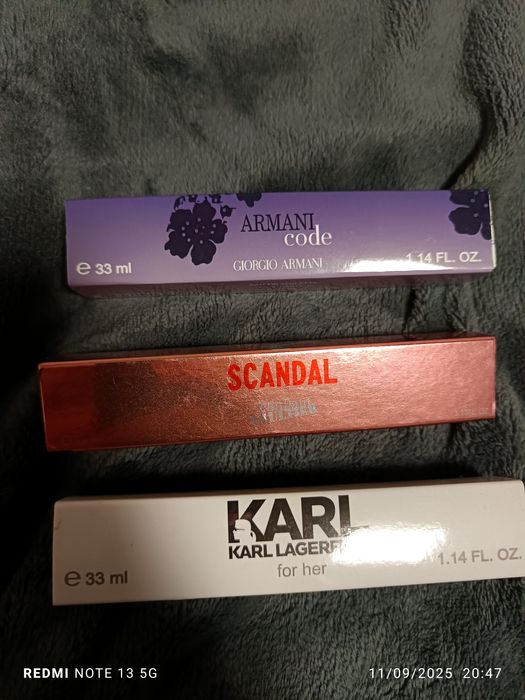 ARMANI
code
GIORGIO ARMANI
℮ 33 ml
1.14 FL. OZ.
SCANDAL
KARL
KARL LAGERF
for her
℮ 33 ml
1.14 FL. OZ.
REDMI NOTE 13 5G
11/09/2025 20:47